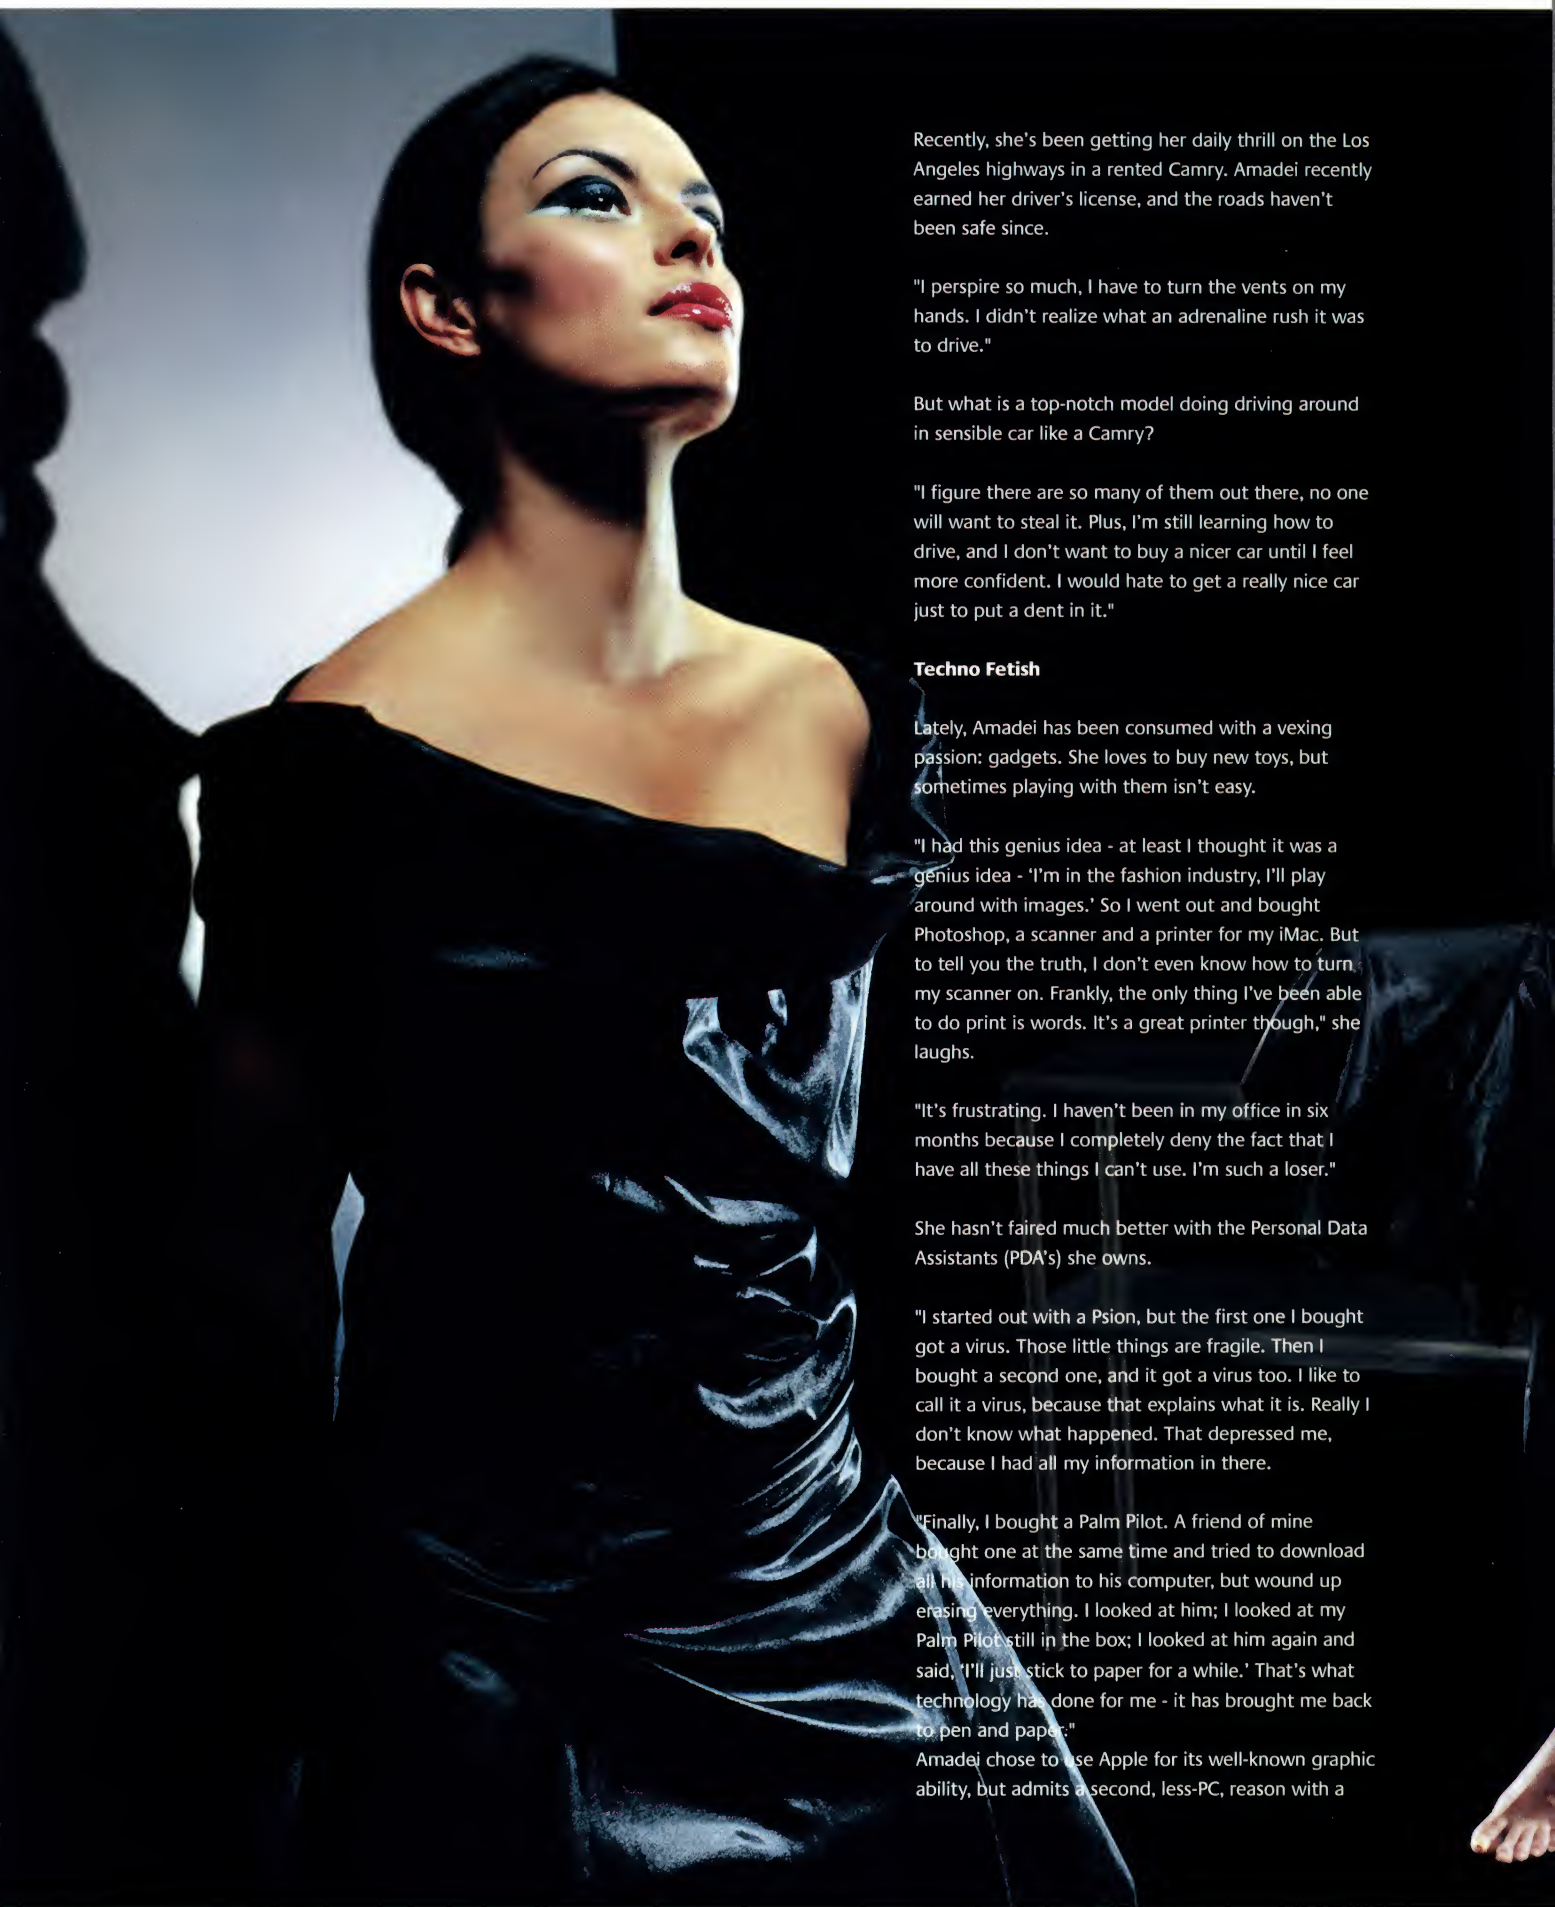 Recently, she's been getting her daily thrill on the Los
Angeles highways in a rented Camry. Amadei recently
earned her driver's license, and the roads haven't
been safe since.
"I perspire so much, I have to turn the vents on my
hands. I didn't realize what an adrenaline rush it was
to drive."
But what is a top-notch model doing driving around
in sensible car like a Camry?
"I figure there are so many of them out there, no one
will want to steal it. Plus, I'm still learning how to
drive, and I don't want to buy a nicer car until I feel
more confident. I would hate to get a really nice car
just to put a dent in it."
Techno Fetish
Lately, Amadei has been consumed with a vexing
passion: gadgets. She loves to buy new toys, but
sometimes playing with them isn't easy.
"I had this genius idea - at least I thought it was a
genius idea - ‘I'm in the fashion industry, I'll play
around with images.’ So I went out and bought
Photoshop, a scanner and a printer for my iMac. But
to tell you the truth, I don't even know how to turn
my scanner on. Frankly, the only thing I've been able
to do print is words. It's a great printer though," she
laughs.
"It's frustrating. I haven't been in my office in six
months because I completely deny the fact that I
have all these things I can't use. I'm such a loser."
She hasn't faired much better with the Personal Data
Assistants (PDA's) she owns.
"I started out with a Psion, but the first one I bought
got a virus. Those little things are fragile. Then I
bought a second one, and it got a virus too. I like to
call it a virus, because that explains what it is. Really I
don't know what happened. That depressed me,
because I had all my information in there.
"Finally, I bought a Palm Pilot. A friend of mine
bought one at the same time and tried to download
all his information to his computer, but wound up
erasing everything. I looked at him; I looked at my
Palm Pilot still in the box; I looked at him again and
said, ‘I'll just stick to paper for a while.’ That's what
technology has done for me - it has brought me back
to pen and paper."
Amadei chose to use Apple for its well-known graphic
ability, but admits a second, less-PC, reason with a